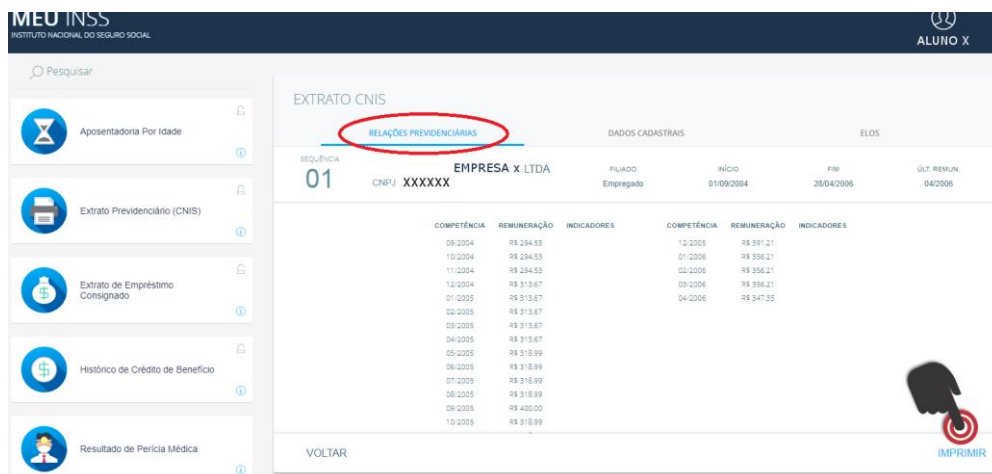 MEU INSS
INSTITUTO NACIONAL DO SEGURO SOCIAL
ALUNO X
Pesquisar
Aposentadoria Por Idade
Extrato Previdenciário (CNIS)
Extrato de Empréstimo
Consignado
Histórico de Crédito de Benefício
Resultado de Perícia Médica
EXTRATO CNIS
RELAÇÕES PREVIDENCIÁRIAS DADOS CADASTRAIS ELOS
SEQUÊNCIA
01
EMPRESA X LTDA
CNPJ XXXXXX
FILIADO INÍCIO FIM ÚLT. REMUN.
Empregado 01/09/2004 28/04/2006 04/2006
COMPETÊNCIA REMUNERAÇÃO INDICADORES COMPETÊNCIA REMUNERAÇÃO INDICADORES
09/2004 R$ 294.53 12/2005 R$ 391.21
10/2004 R$ 294.53 01/2006 R$ 356.21
11/2004 R$ 294.53 02/2006 R$ 356.21
12/2004 R$ 313.67 03/2006 R$ 356.21
01/2005 R$ 313.67 04/2006 R$ 347.35
02/2005 R$ 313.67
03/2005 R$ 313.67
04/2005 R$ 313.67
05/2005 R$ 318.99
06/2005 R$ 318.99
07/2005 R$ 318.99
08/2005 R$ 318.99
09/2005 R$ 400.00
10/2005 R$ 318.99
VOLTAR IMPRIMIR